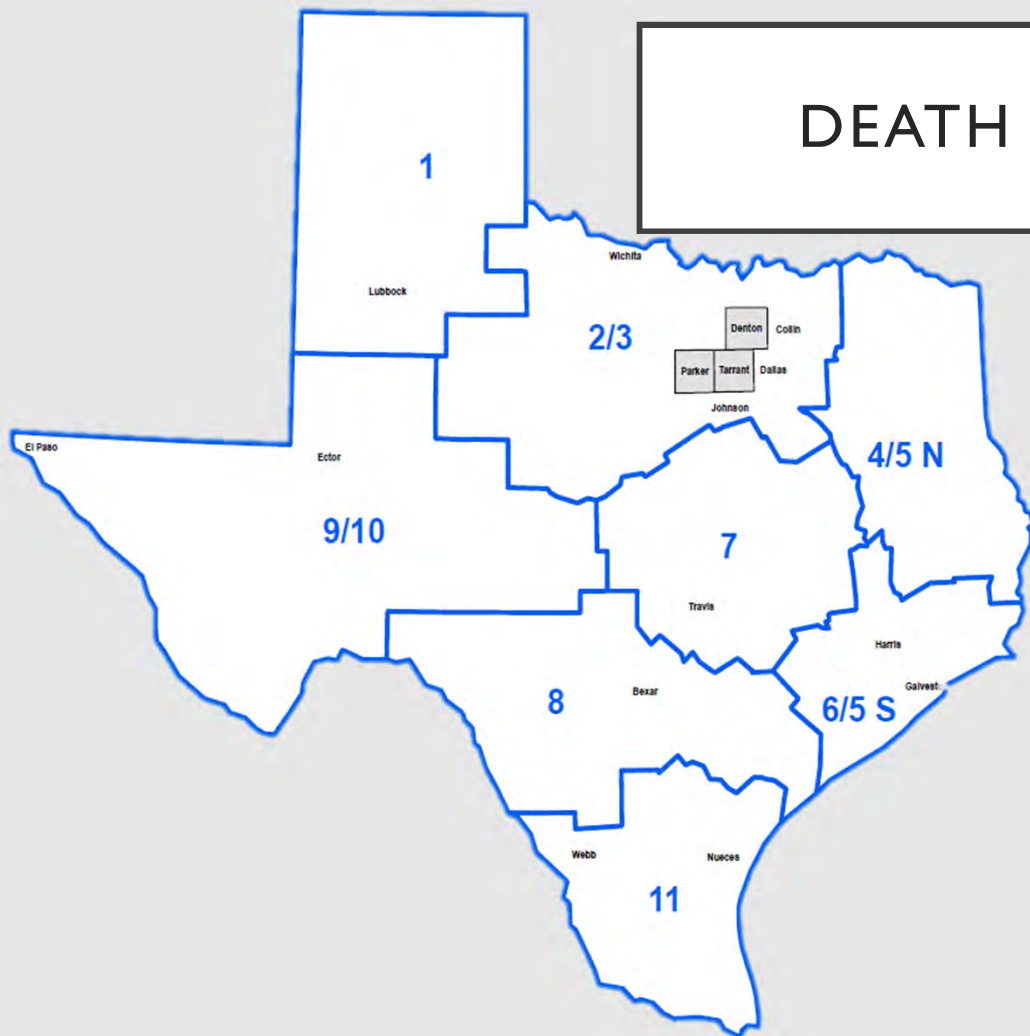 DEATH
1
Wichita
Lubbock
2/3
Denton
Collin
Parker
Tarrant
Dallas
Johnson
El Paso
Ector
4/5 N
9/10
7
Travis
Harris
Galvest
8
Bexar
6/5 S
Webb
Nueces
11